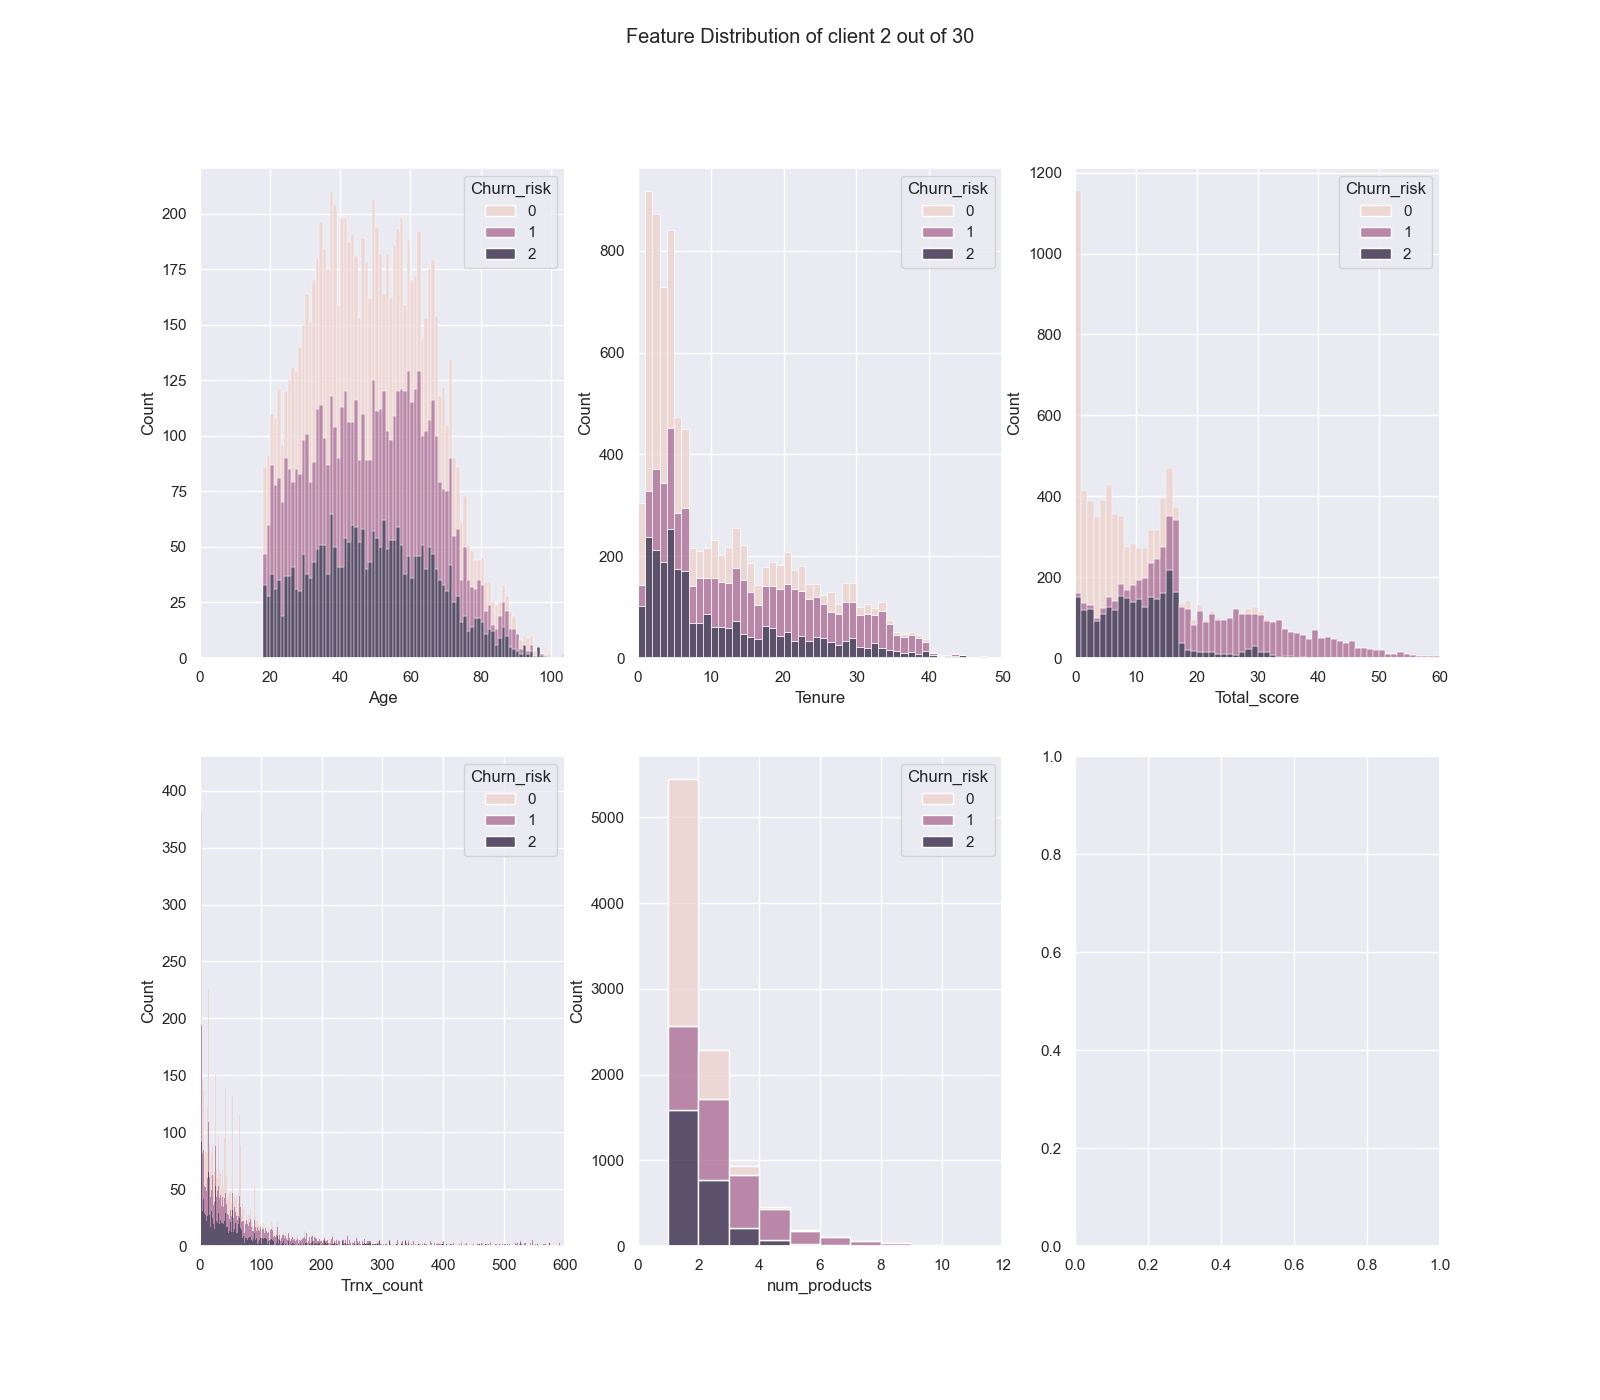 Feature Distribution of client 2 out of 30
Churn_risk
0
1
2
200
175
150
125
100
75
50
25
0
Count
0 20 40 60 80 100
Age
Churn_risk
0
1
2
800
600
400
200
0
Count
0 10 20 30 40 50
Tenure
Churn_risk
0
1
2
1200
1000
800
600
400
200
0
Count
0 10 20 30 40 50 60
Total_score
Churn_risk
0
1
2
400
350
300
250
200
150
100
50
0
Count
0 100 200 300 400 500 600
Trnx_count
Churn_risk
0
1
2
5000
4000
3000
2000
1000
0
Count
0 2 4 6 8 10 12
num_products
1.0
0.8
0.6
0.4
0.2
0.0
0.0 0.2 0.4 0.6 0.8 1.0